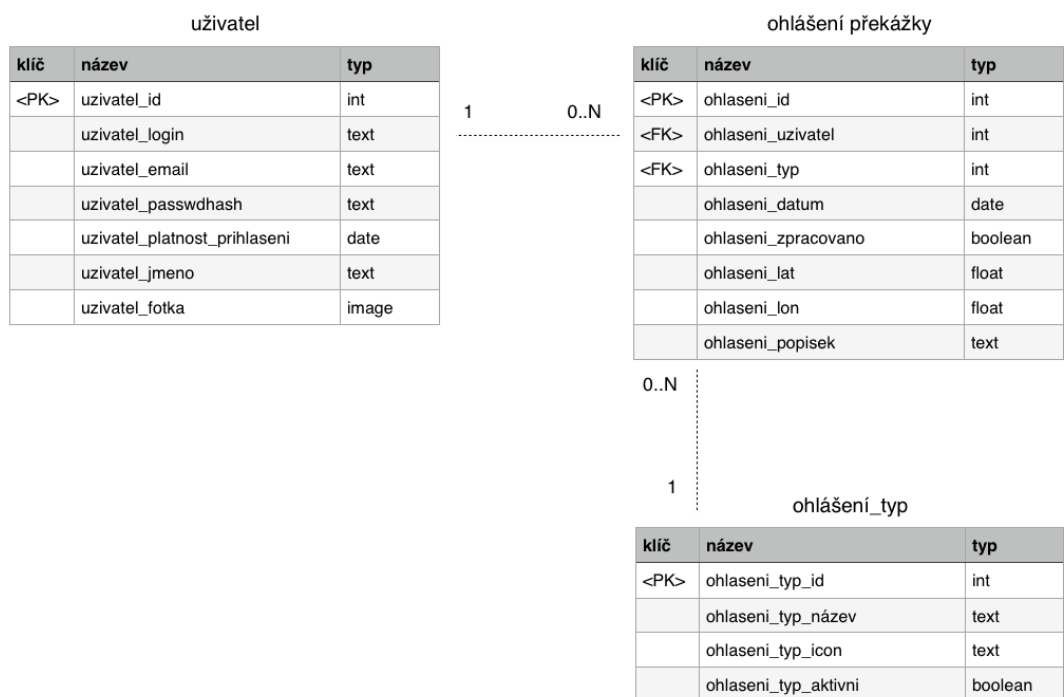 uživatel
klíč název typ
<PK> uzivatel_id int
uzivatel_login text
uzivatel_email text
uzivatel_passwdhash text
uzivatel_platnost_prihlaseni date
uzivatel_jmeno text
uzivatel_fotka image
1 0..N
ohlášení překážky
klíč název typ
<PK> ohlaseni_id int
<FK> ohlaseni_uzivatel int
<FK> ohlaseni_typ int
ohlaseni_datum date
ohlaseni_zpracovano boolean
ohlaseni_lat float
ohlaseni_lon float
ohlaseni_popisek text
0..N
1
ohlášení_typ
klíč název typ
<PK> ohlaseni_typ_id int
ohlaseni_typ_název text
ohlaseni_typ_icon text
ohlaseni_typ_aktivni boolean